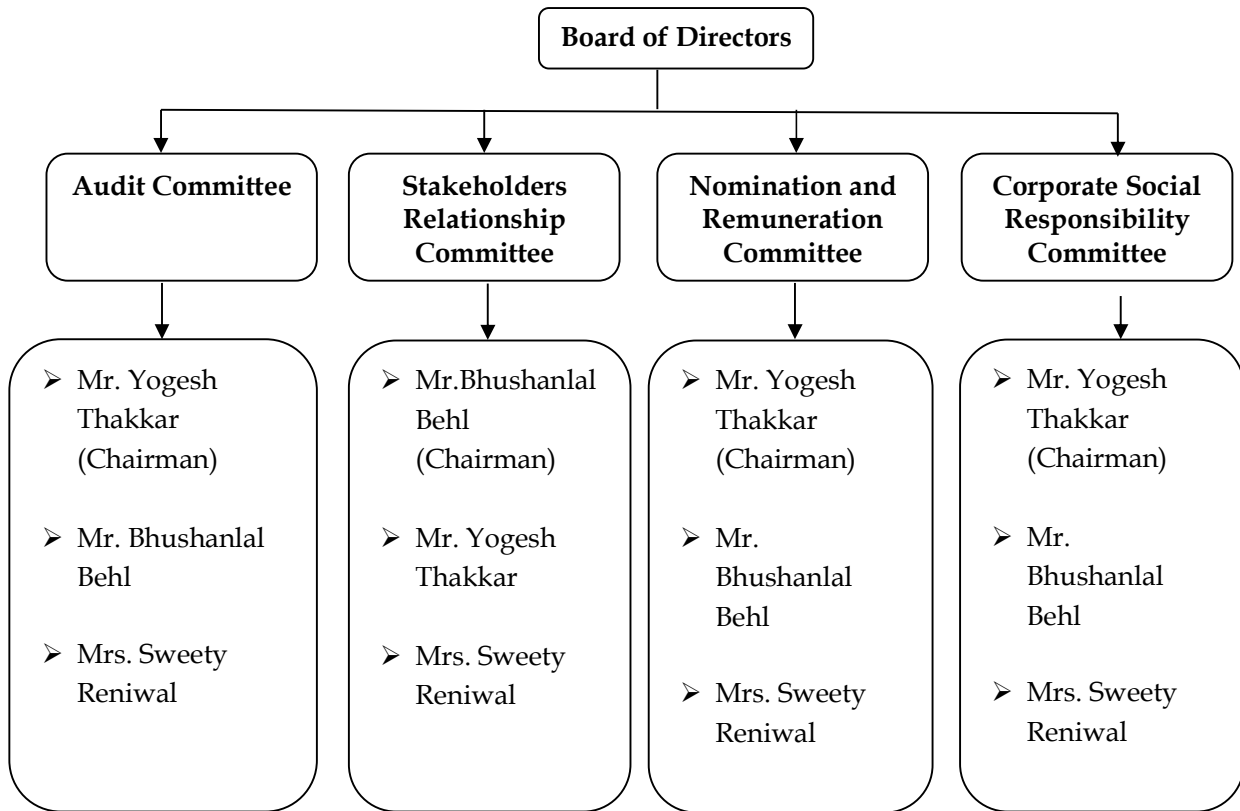 Board of Directors
Audit Committee
Stakeholders
Relationship
Committee
Nomination and
Remuneration
Committee
Corporate Social
Responsibility
Committee
➢ Mr. Yogesh
Thakkar
(Chairman)
➢ Mr. Bhushanlal
Behl
➢ Mrs. Sweety
Reniwal
➢ Mr.Bhushanlal
Behl
(Chairman)
➢ Mr. Yogesh
Thakkar
➢ Mrs. Sweety
Reniwal
➢ Mr. Yogesh
Thakkar
(Chairman)
➢ Mr.
Bhushanlal
Behl
➢ Mrs. Sweety
Reniwal
➢ Mr. Yogesh
Thakkar
(Chairman)
➢ Mr.
Bhushanlal
Behl
➢ Mrs. Sweety
Reniwal